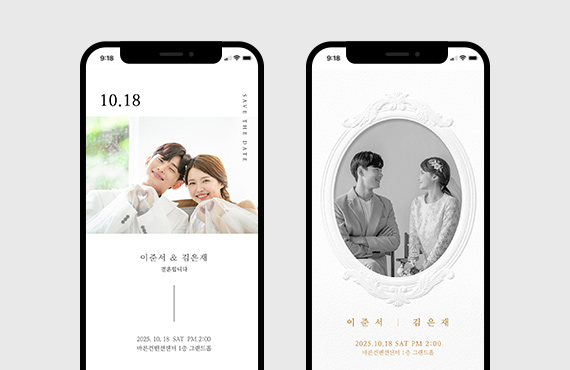 9:18
10.18
SAVE THE DATE
이준서 & 김은재
결혼합니다
2025. 10. 18 SAT PM 2:00
바른컨벤션센터 1층 그랜드홀
9:18
이준서 | 김은재
2025.10.18 SAT PM 2:00
바른컨벤션센터 1층 그랜드홀